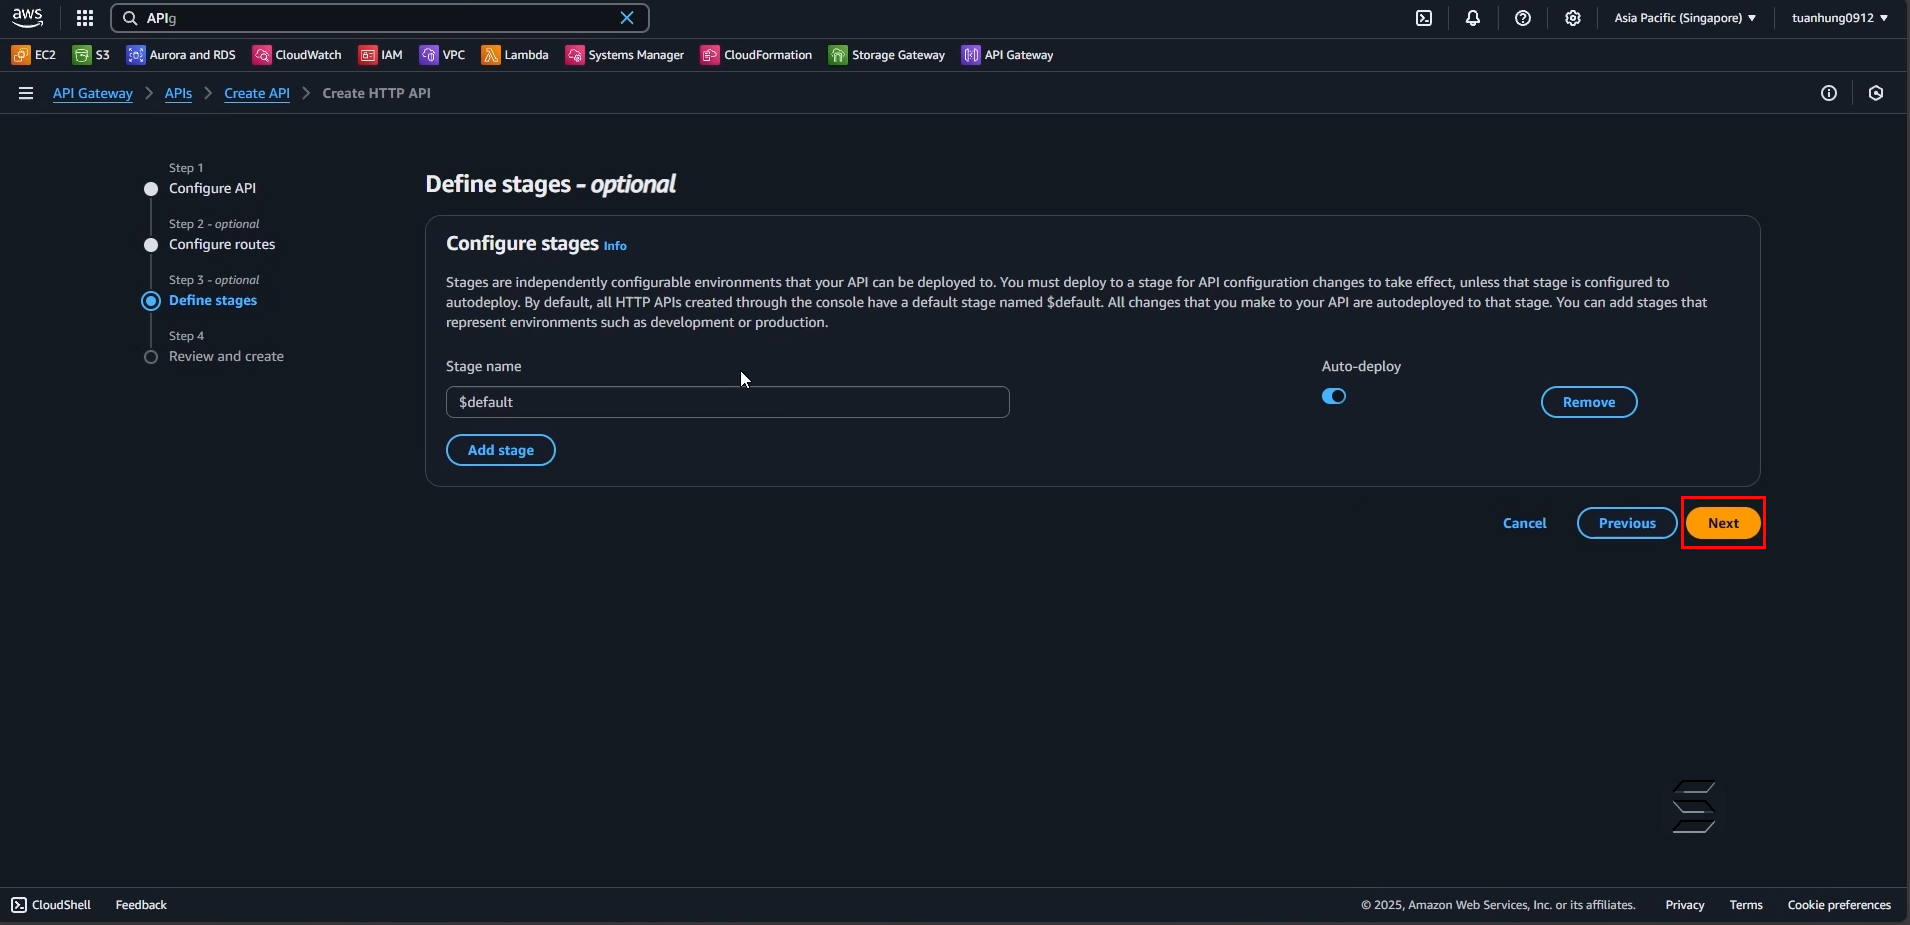 aws
APIg
Asia Pacific (Singapore)
tuanhung0912
EC2
S3
Aurora and RDS
CloudWatch
IAM
VPC
Lambda
Systems Manager
CloudFormation
Storage Gateway
API Gateway
API Gateway
APIs
Create API
Create HTTP API
Step 1
Configure API
Step 2 - optional
Configure routes
Step 3 - optional
Define stages
Step 4
Review and create
Define stages - optional
Configure stages Info
Stages are independently configurable environments that your API can be deployed to. You must deploy to a stage for API configuration changes to take effect, unless that stage is configured to
autodeploy. By default, all HTTP APIs created through the console have a default stage named $default. All changes that you make to your API are autodeployed to that stage. You can add stages that
represent environments such as development or production.
Stage name
Auto-deploy
$default
Remove
Add stage
Cancel
Previous
Next
CloudShell
Feedback
© 2025, Amazon Web Services, Inc. or its affiliates.
Privacy
Terms
Cookie preferences